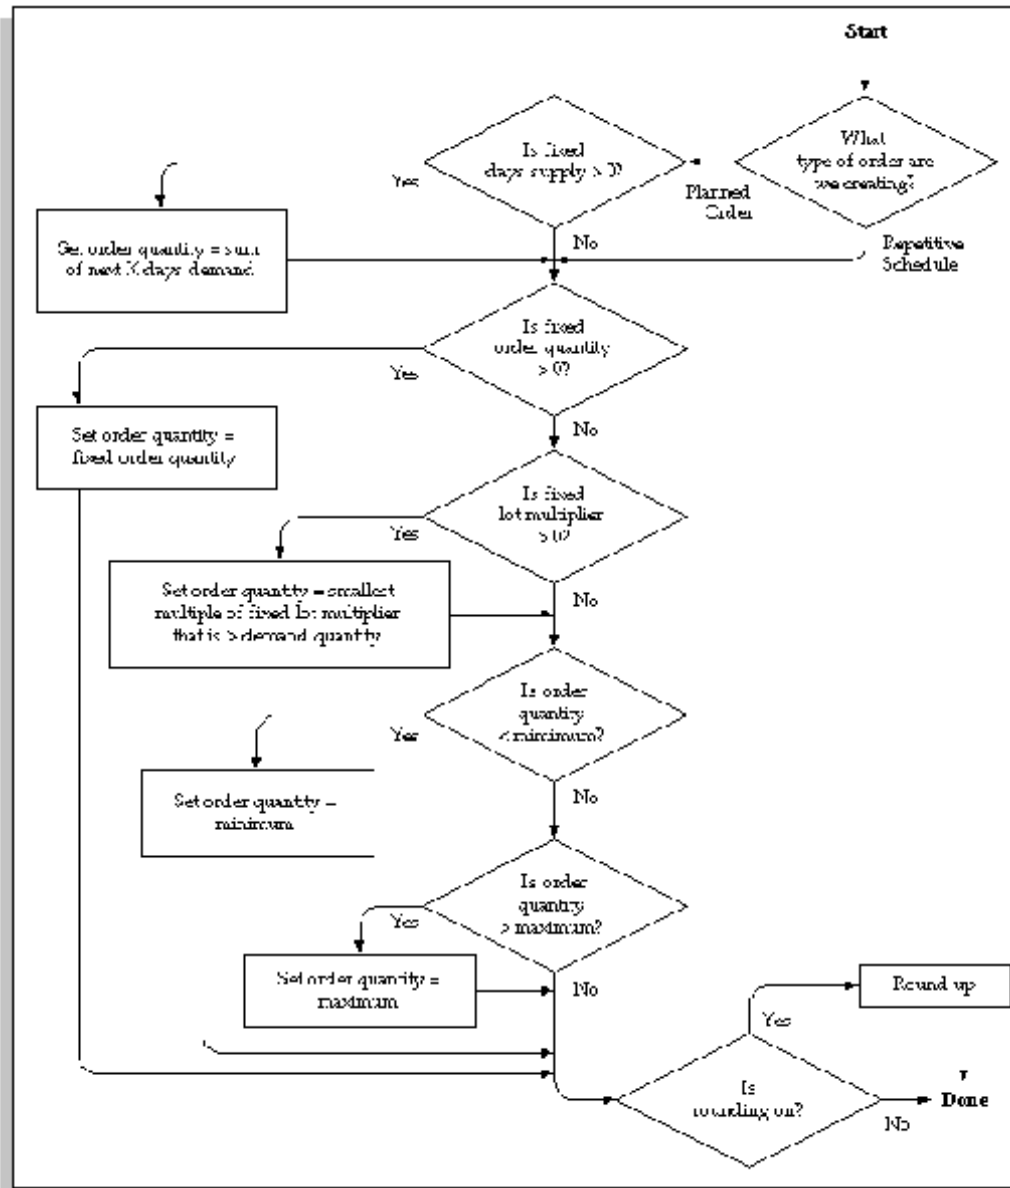 Start
What
type of order are
we creating?
Planned
Order
Repetitive
Schedule
Is fixed
days supply > 0?
Yes
No
Set order quantity = sum
of next X days demand
Is fixed
order quantity
> 0?
Yes
No
Set order quantity =
fixed order quantity
Is fixed
lot multiplier
> 0?
Yes
No
Set order quantity = smallest
multiple of fixed lot multiplier
that is > demand quantity
Is order
quantity
< mimimum?
Yes
No
Set order quantity =
minimum
Is order
quantity
> maximum?
Yes
No
Set order quantity =
maximum
Is
rounding on?
Yes
Round up
No
Done